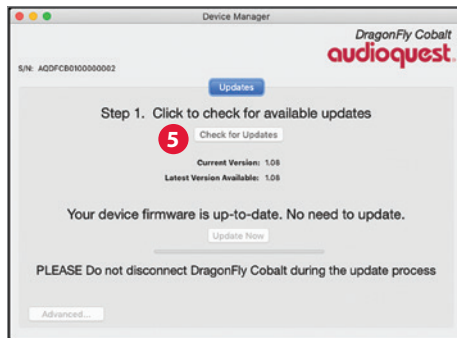 Device Manager
DragonFly Cobalt
audioquest
S/N: AQDFCB0100000002
Updates
Step 1. Click to check for available updates
5
Check for Updates
Current Version: 1.06
Latest Version Available: 1.06
Your device firmware is up-to-date. No need to update.
Update Now
PLEASE Do not disconnect DragonFly Cobalt during the update process
Advanced...